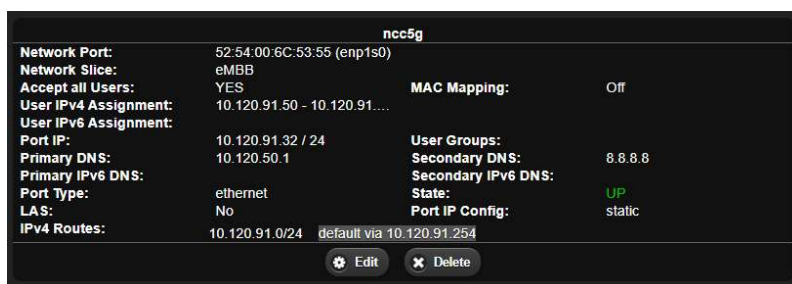 ncc5g
Network Port: 52:54:00:6C:53:55 (enp1s0)
Network Slice: eMBB
Accept all Users: YES MAC Mapping: Off
User IPv4 Assignment: 10.120.91.50 - 10.120.91....
User IPv6 Assignment:
Port IP: 10.120.91.32 / 24 User Groups:
Primary DNS: 10.120.50.1 Secondary DNS: 8.8.8.8
Primary IPv6 DNS: Secondary IPv6 DNS:
Port Type: ethernet State: UP
LAS: No Port IP Config: static
IPv4 Routes: 10.120.91.0/24 default via 10.120.91.254
Edit Delete